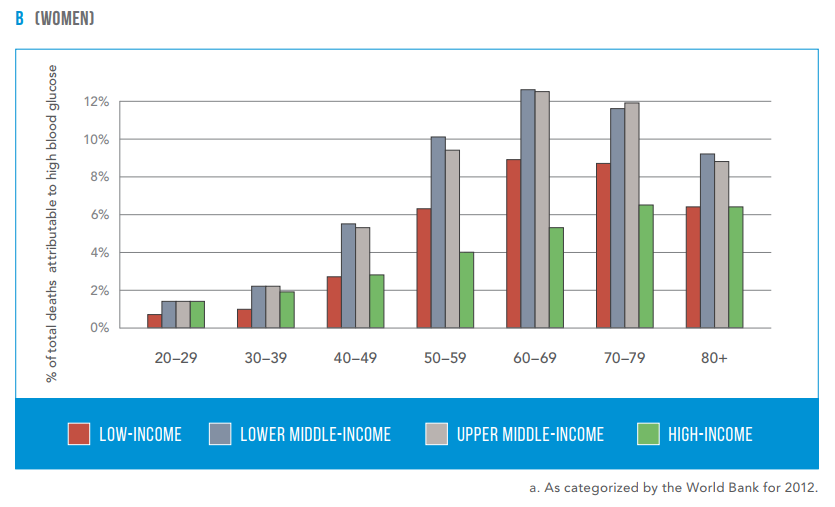 B (WOMEN)
% of total deaths attributable to high blood glucose
12%
10%
8%
6%
4%
2%
0%
20–29 30–39 40–49 50–59 60–69 70–79 80+
LOW-INCOME LOWER MIDDLE-INCOME UPPER MIDDLE-INCOME HIGH-INCOME
a. As categorized by the World Bank for 2012.